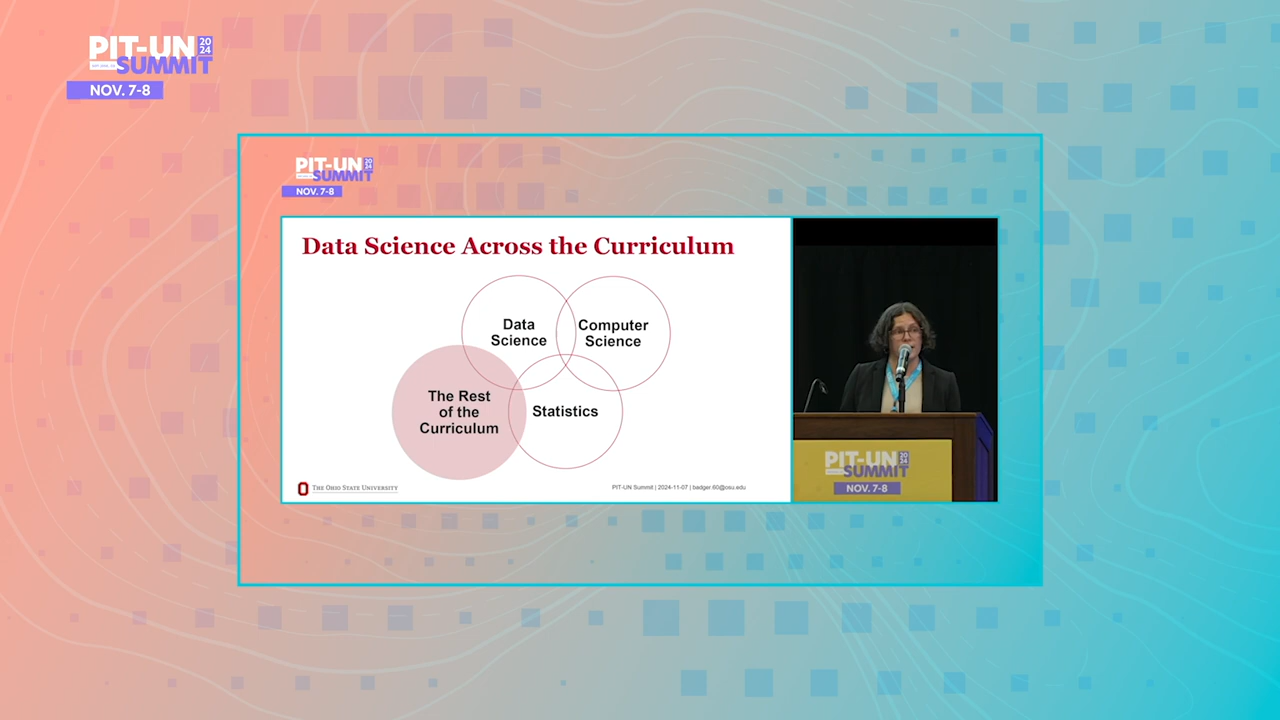 PIT-UN 2024
SUMMIT
NOV. 7-8
PIT-UN 2024
SUMMIT
NOV. 7-8
Data Science Across the Curriculum
Data
Science
Computer
Science
The Rest
of the
Curriculum
Statistics
THE OHIO STATE UNIVERSITY
PIT-UN Summit | 2024-11-07 | badger.60@osu.edu
PIT-UN 2024
SUMMIT
NOV. 7-8